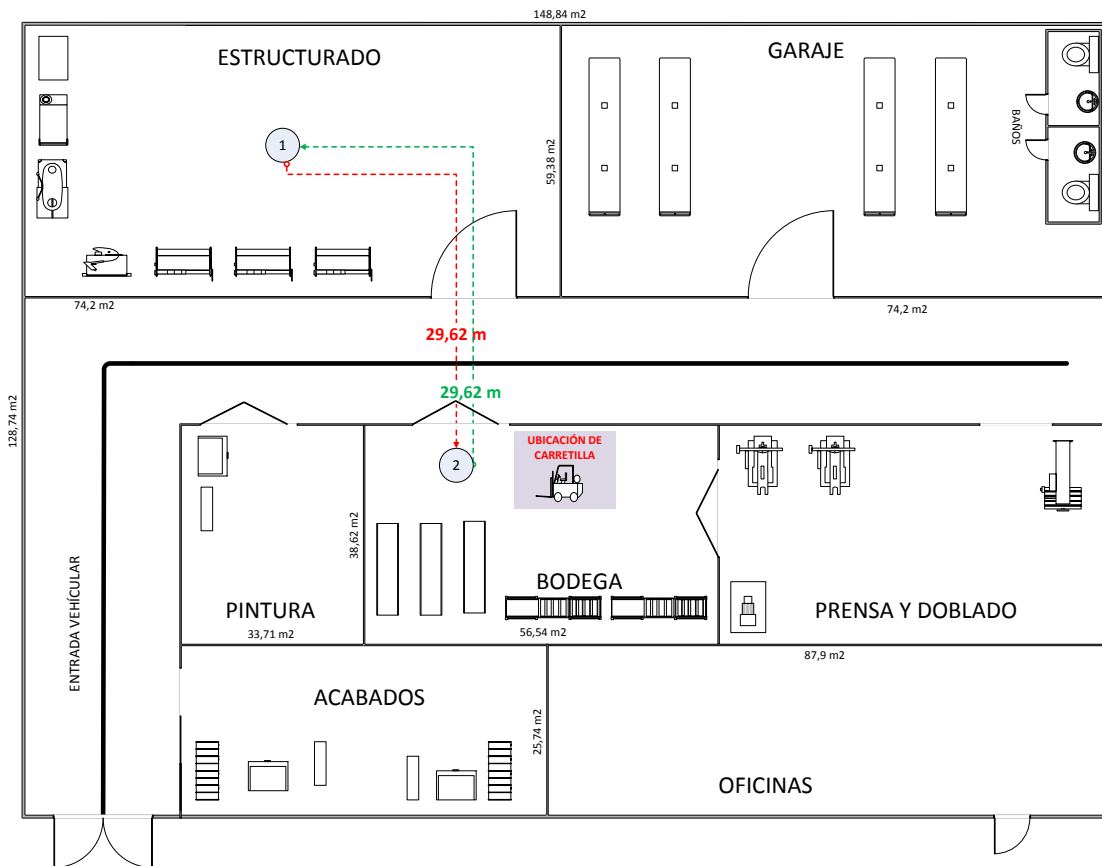 148,84 m2
ESTRUCTURADO
GARAJE
BAÑOS
1
59,38 m2
74,2 m2
74,2 m2
29,62 m
29,62 m
128,74 m2
UBICACIÓN DE
CARRETILLA
2
38,62 m2
BODEGA
PINTURA
PRENSA Y DOBLADO
33,71 m2
56,54 m2
87,9 m2
ENTRADA VEHÍCULAR
ACABADOS
25,74 m2
OFICINAS